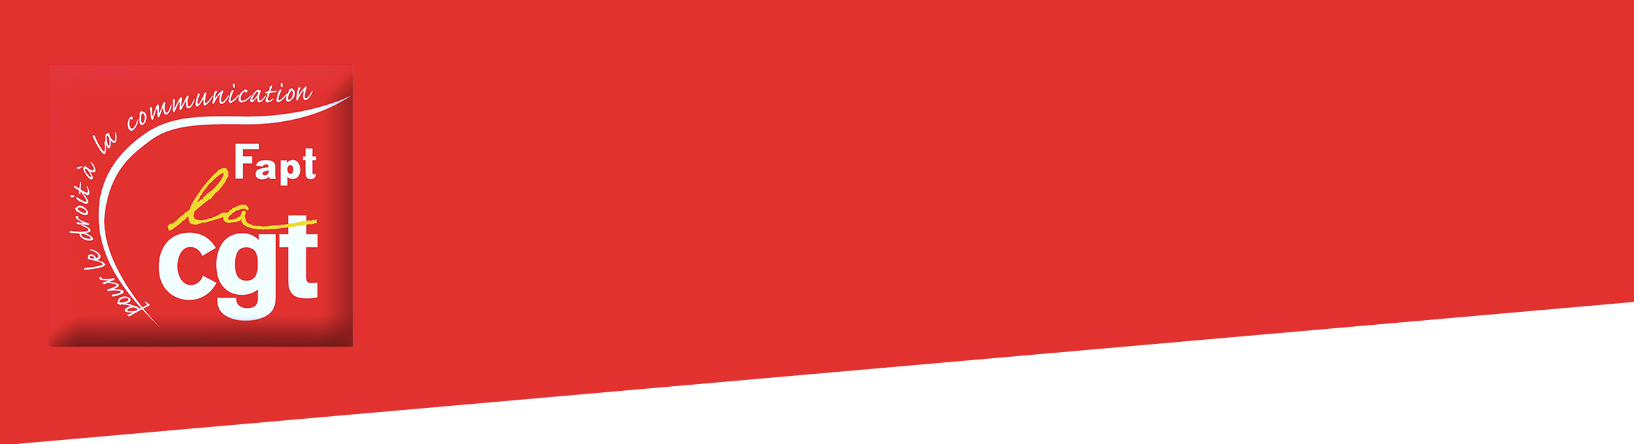 pour le droit à la communication
Fapt
la
cgt